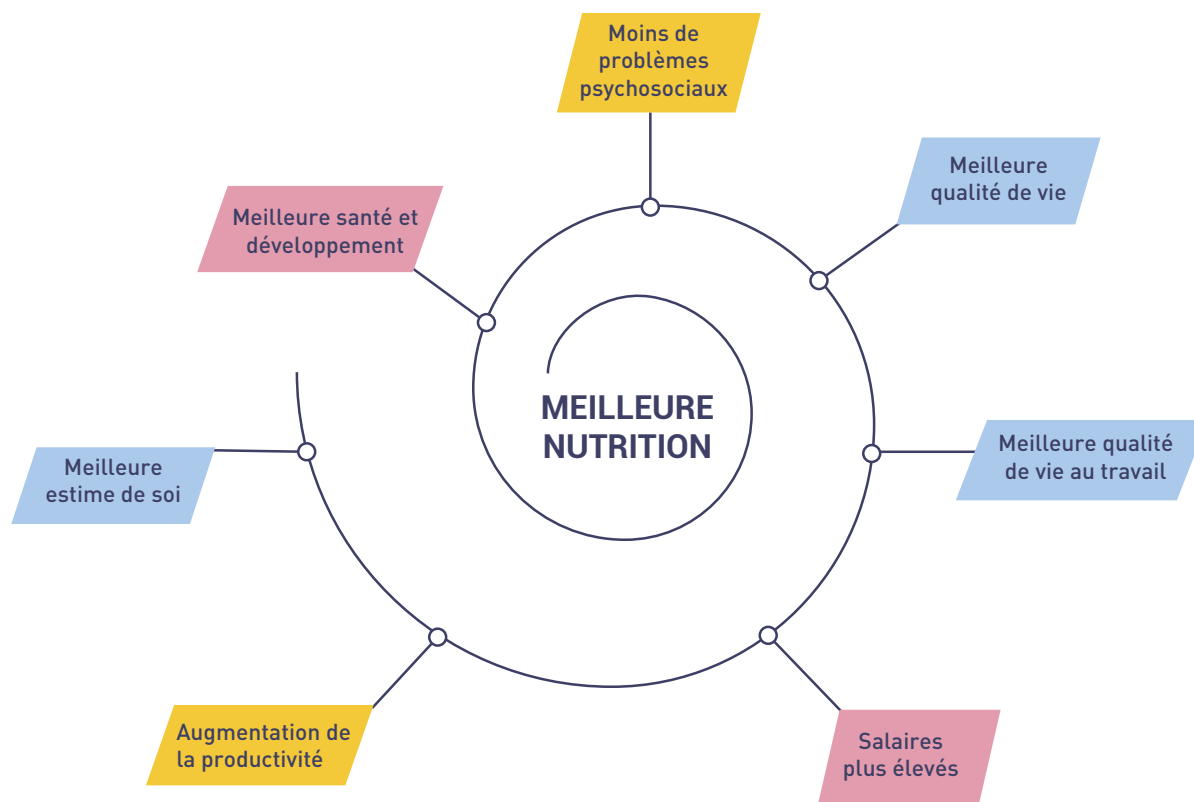 Moins de
problèmes
psychosociaux
Meilleure
qualité de vie
Meilleure santé et
développement
MEILLEURE
NUTRITION
Meilleure qualité
de vie au travail
Meilleure
estime de soi
Augmentation de
la productivité
Salaires
plus élevés